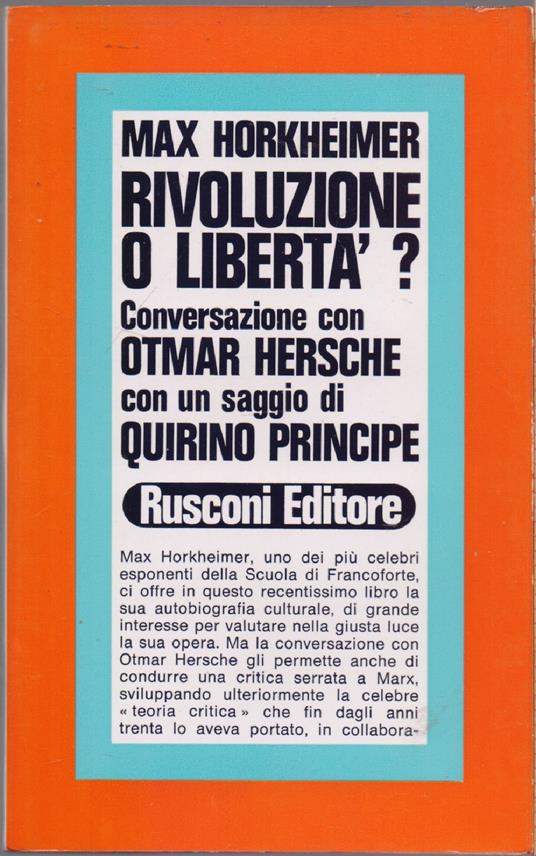 MAX HORKHEIMER
RIVOLUZIONE
O LIBERTA' ?
Conversazione con
OTMAR HERSCHE
con un saggio di
QUIRINO PRINCIPE
Rusconi Editore
Max Horkheimer, uno dei più celebri
esponenti della Scuola di Francoforte,
ci offre in questo recentissimo libro la
sua autobiografia culturale, di grande
interesse per valutare nella giusta luce
la sua opera. Ma la conversazione con
Otmar Hersche gli permette anche di
condurre una critica serrata a Marx,
sviluppando ulteriormente la celebre
« teoria critica » che fin dagli anni
trenta lo aveva portato, in collabora-